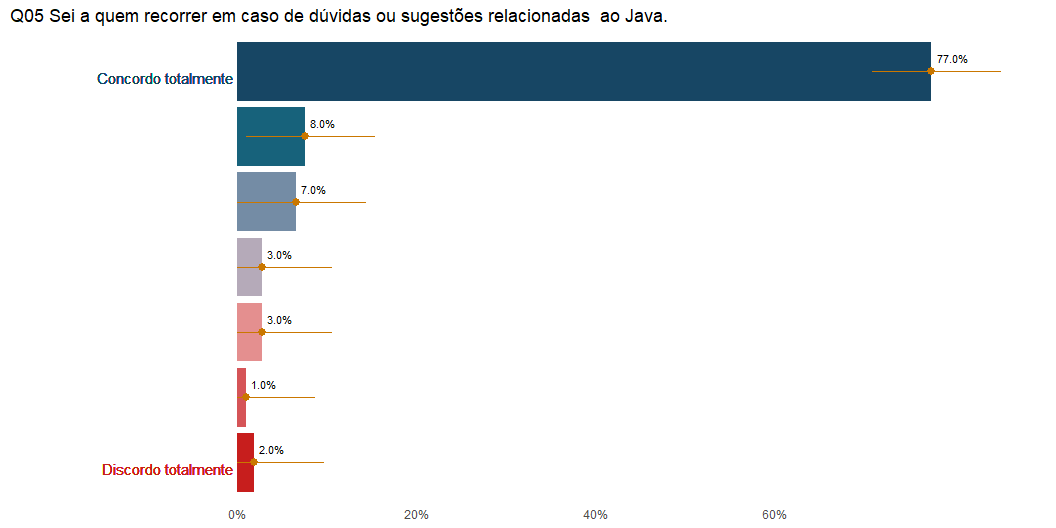 Q05 Sei a quem recorrer em caso de dúvidas ou sugestões relacionadas  ao Java.
77.0%
Concordo totalmente
8.0%
7.0%
3.0%
3.0%
1.0%
2.0%
Discordo totalmente
0% 20% 40% 60%